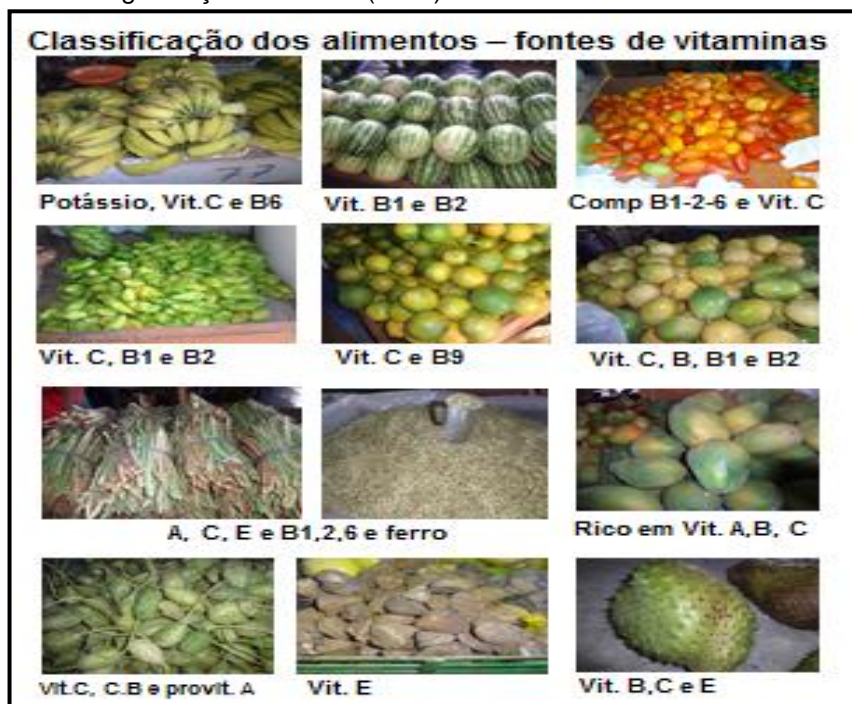 Classificação dos alimentos – fontes de vitaminas
Potássio, Vit.C e B6
Vit. B1 e B2
Comp B1-2-6 e Vit. C
Vit. C, B1 e B2
Vit. C e B9
Vit. C, B, B1 e B2
A, C, E e B1,2,6 e ferro
Rico em Vit. A,B, C
Vit.C, C.B e provit. A
Vit. E
Vit. B,C e E